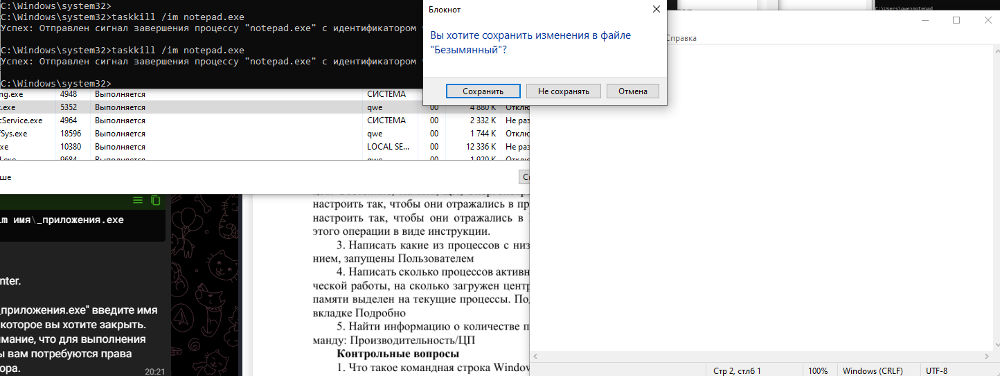 C:\Windows\system32>
C:\Windows\system32>taskkill /im notepad.exe
Успех: Отправлен сигнал завершения процессу "notepad.exe" с идентификатором
C:\Windows\system32>taskkill /im notepad.exe
Успех: Отправлен сигнал завершения процессу "notepad.exe" с идентификатором
C:\Windows\system32>
Блокнот
Вы хотите сохранить изменения в файле
"Безымянный"?
Сохранить Не сохранять Отмена
C:\Users\qwe>notepad
Справка
ng.exe 4948 Выполняется СИСТЕМА
.exe 5352 Выполняется qwe 00 4 880 K Отклю
cService.exe 4964 Выполняется СИСТЕМА 00 2 332 K Не раз
fSys.exe 18596 Выполняется qwe 00 1 744 K Отклю
xe 10380 Выполняется LOCAL SE... 00 12 336 K Не раз
.exe 9684 Выполняется qwe 00 1 920 K Отклю
ше
m имя\_приложения.exe
nter.
_приложения.exe" введите имя
которое вы хотите закрыть.
имание, что для выполнения
ы вам потребуются права
ора.
20:21
настроить так, чтобы они отражались в пр
настроить так, чтобы они отражались в
этого операции в виде инструкции.
3. Написать какие из процессов с низ
нием, запущены Пользователем
4. Написать сколько процессов активн
ческой работы, на сколько загружен центр
памяти выделен на текущие процессы. По
вкладке Подробно
5. Найти информацию о количестве п
манду: Производительность/ЦП
Контрольные вопросы
1. Что такое командная строка Window
Стр 2, стлб 1 100% Windows (CRLF) UTF-8